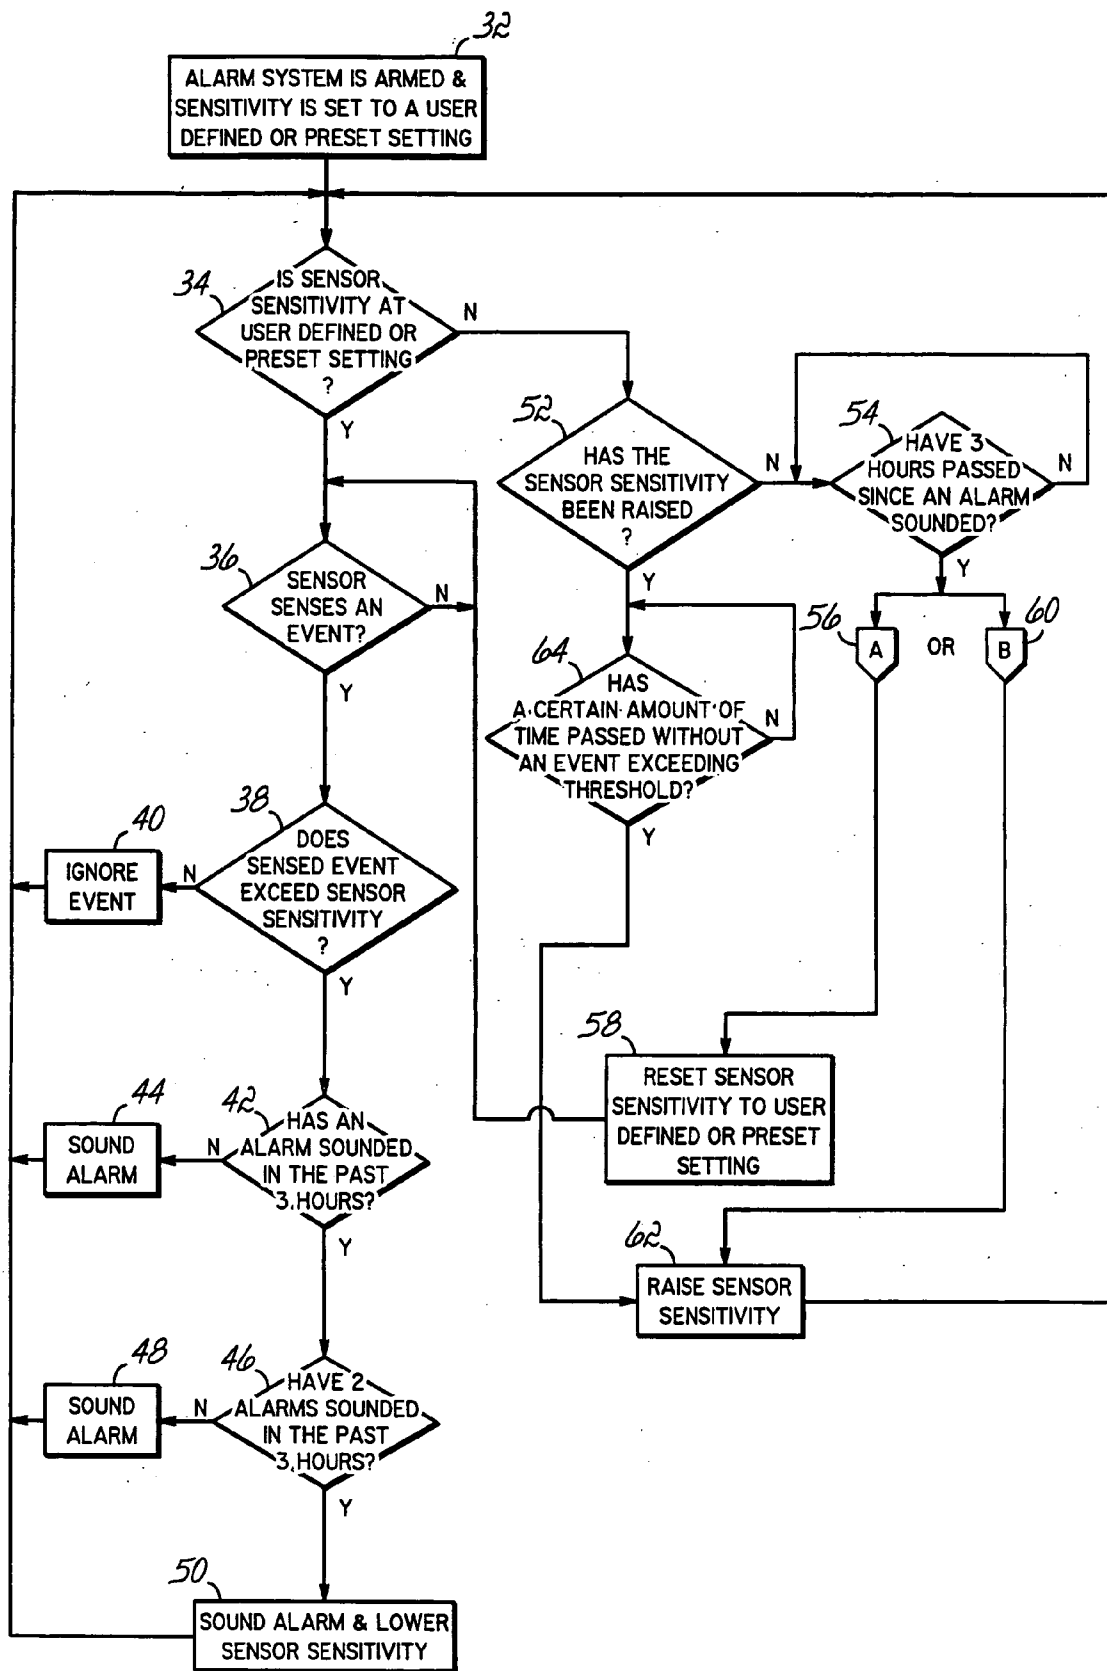 32
ALARM SYSTEM IS ARMED &
SENSITIVITY IS SET TO A USER
DEFINED OR PRESET SETTING
34
IS SENSOR
SENSITIVITY AT
USER DEFINED OR
PRESET SETTING
?
N
Y
52
HAS THE
SENSOR SENSITIVITY
BEEN RAISED
?
N
Y
54
HAVE 3
HOURS PASSED
SINCE AN ALARM
SOUNDED?
N
Y
36
SENSOR
SENSES AN
EVENT?
N
Y
56
A
OR
B
60
64
HAS
A CERTAIN AMOUNT OF
TIME PASSED WITHOUT
AN EVENT EXCEEDING
THRESHOLD?
N
Y
38
DOES
SENSED EVENT
EXCEED SENSOR
SENSITIVITY
?
N
Y
40
IGNORE
EVENT
58
RESET SENSOR
SENSITIVITY TO USER
DEFINED OR PRESET
SETTING
42
HAS AN
ALARM SOUNDED
IN THE PAST
3 HOURS?
N
Y
44
SOUND
ALARM
62
RAISE SENSOR
SENSITIVITY
46
HAVE 2
ALARMS SOUNDED
IN THE PAST
3 HOURS?
N
Y
48
SOUND
ALARM
50
SOUND ALARM & LOWER
SENSOR SENSITIVITY